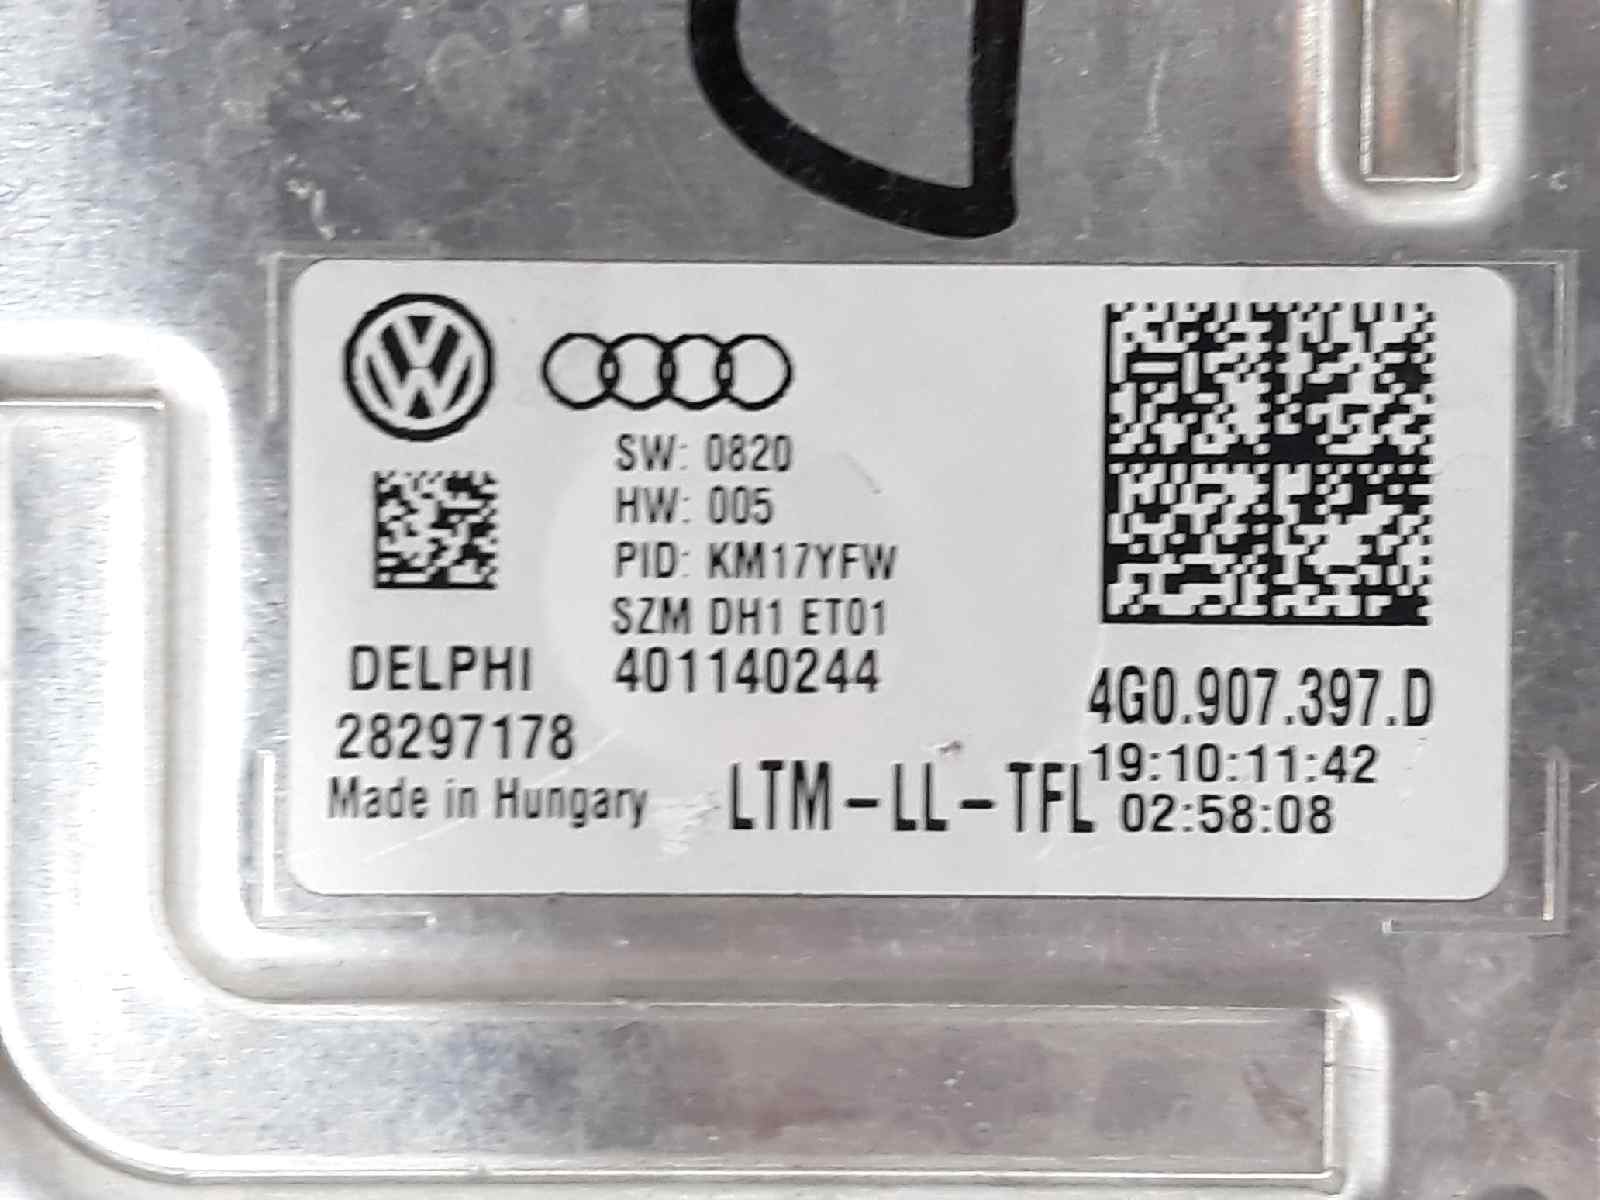 SW: 0820
HW: 005
PID: KM17YFW
SZM DH1 ET01
DELPHI 401140244
28297178
Made in Hungary
LTM-LL-TFL
4G0.907.397.D
19:10:11:42
02:58:08